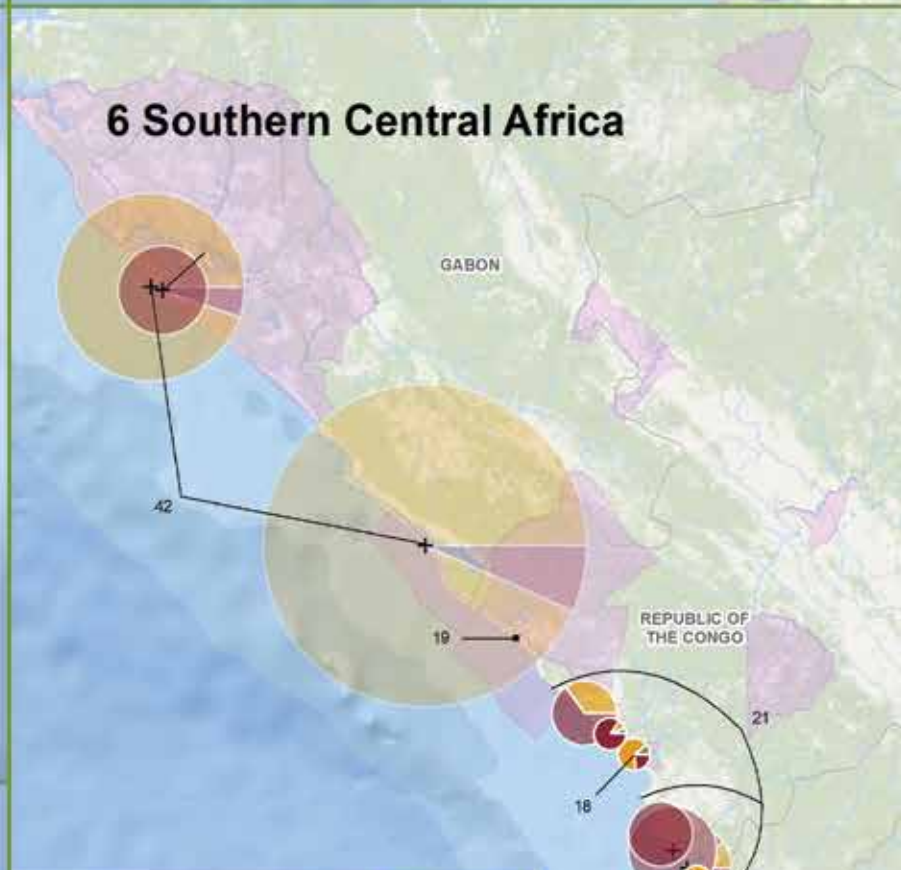 6 Southern Central Africa
GABON
42
19
REPUBLIC OF
THE CONGO
21
18